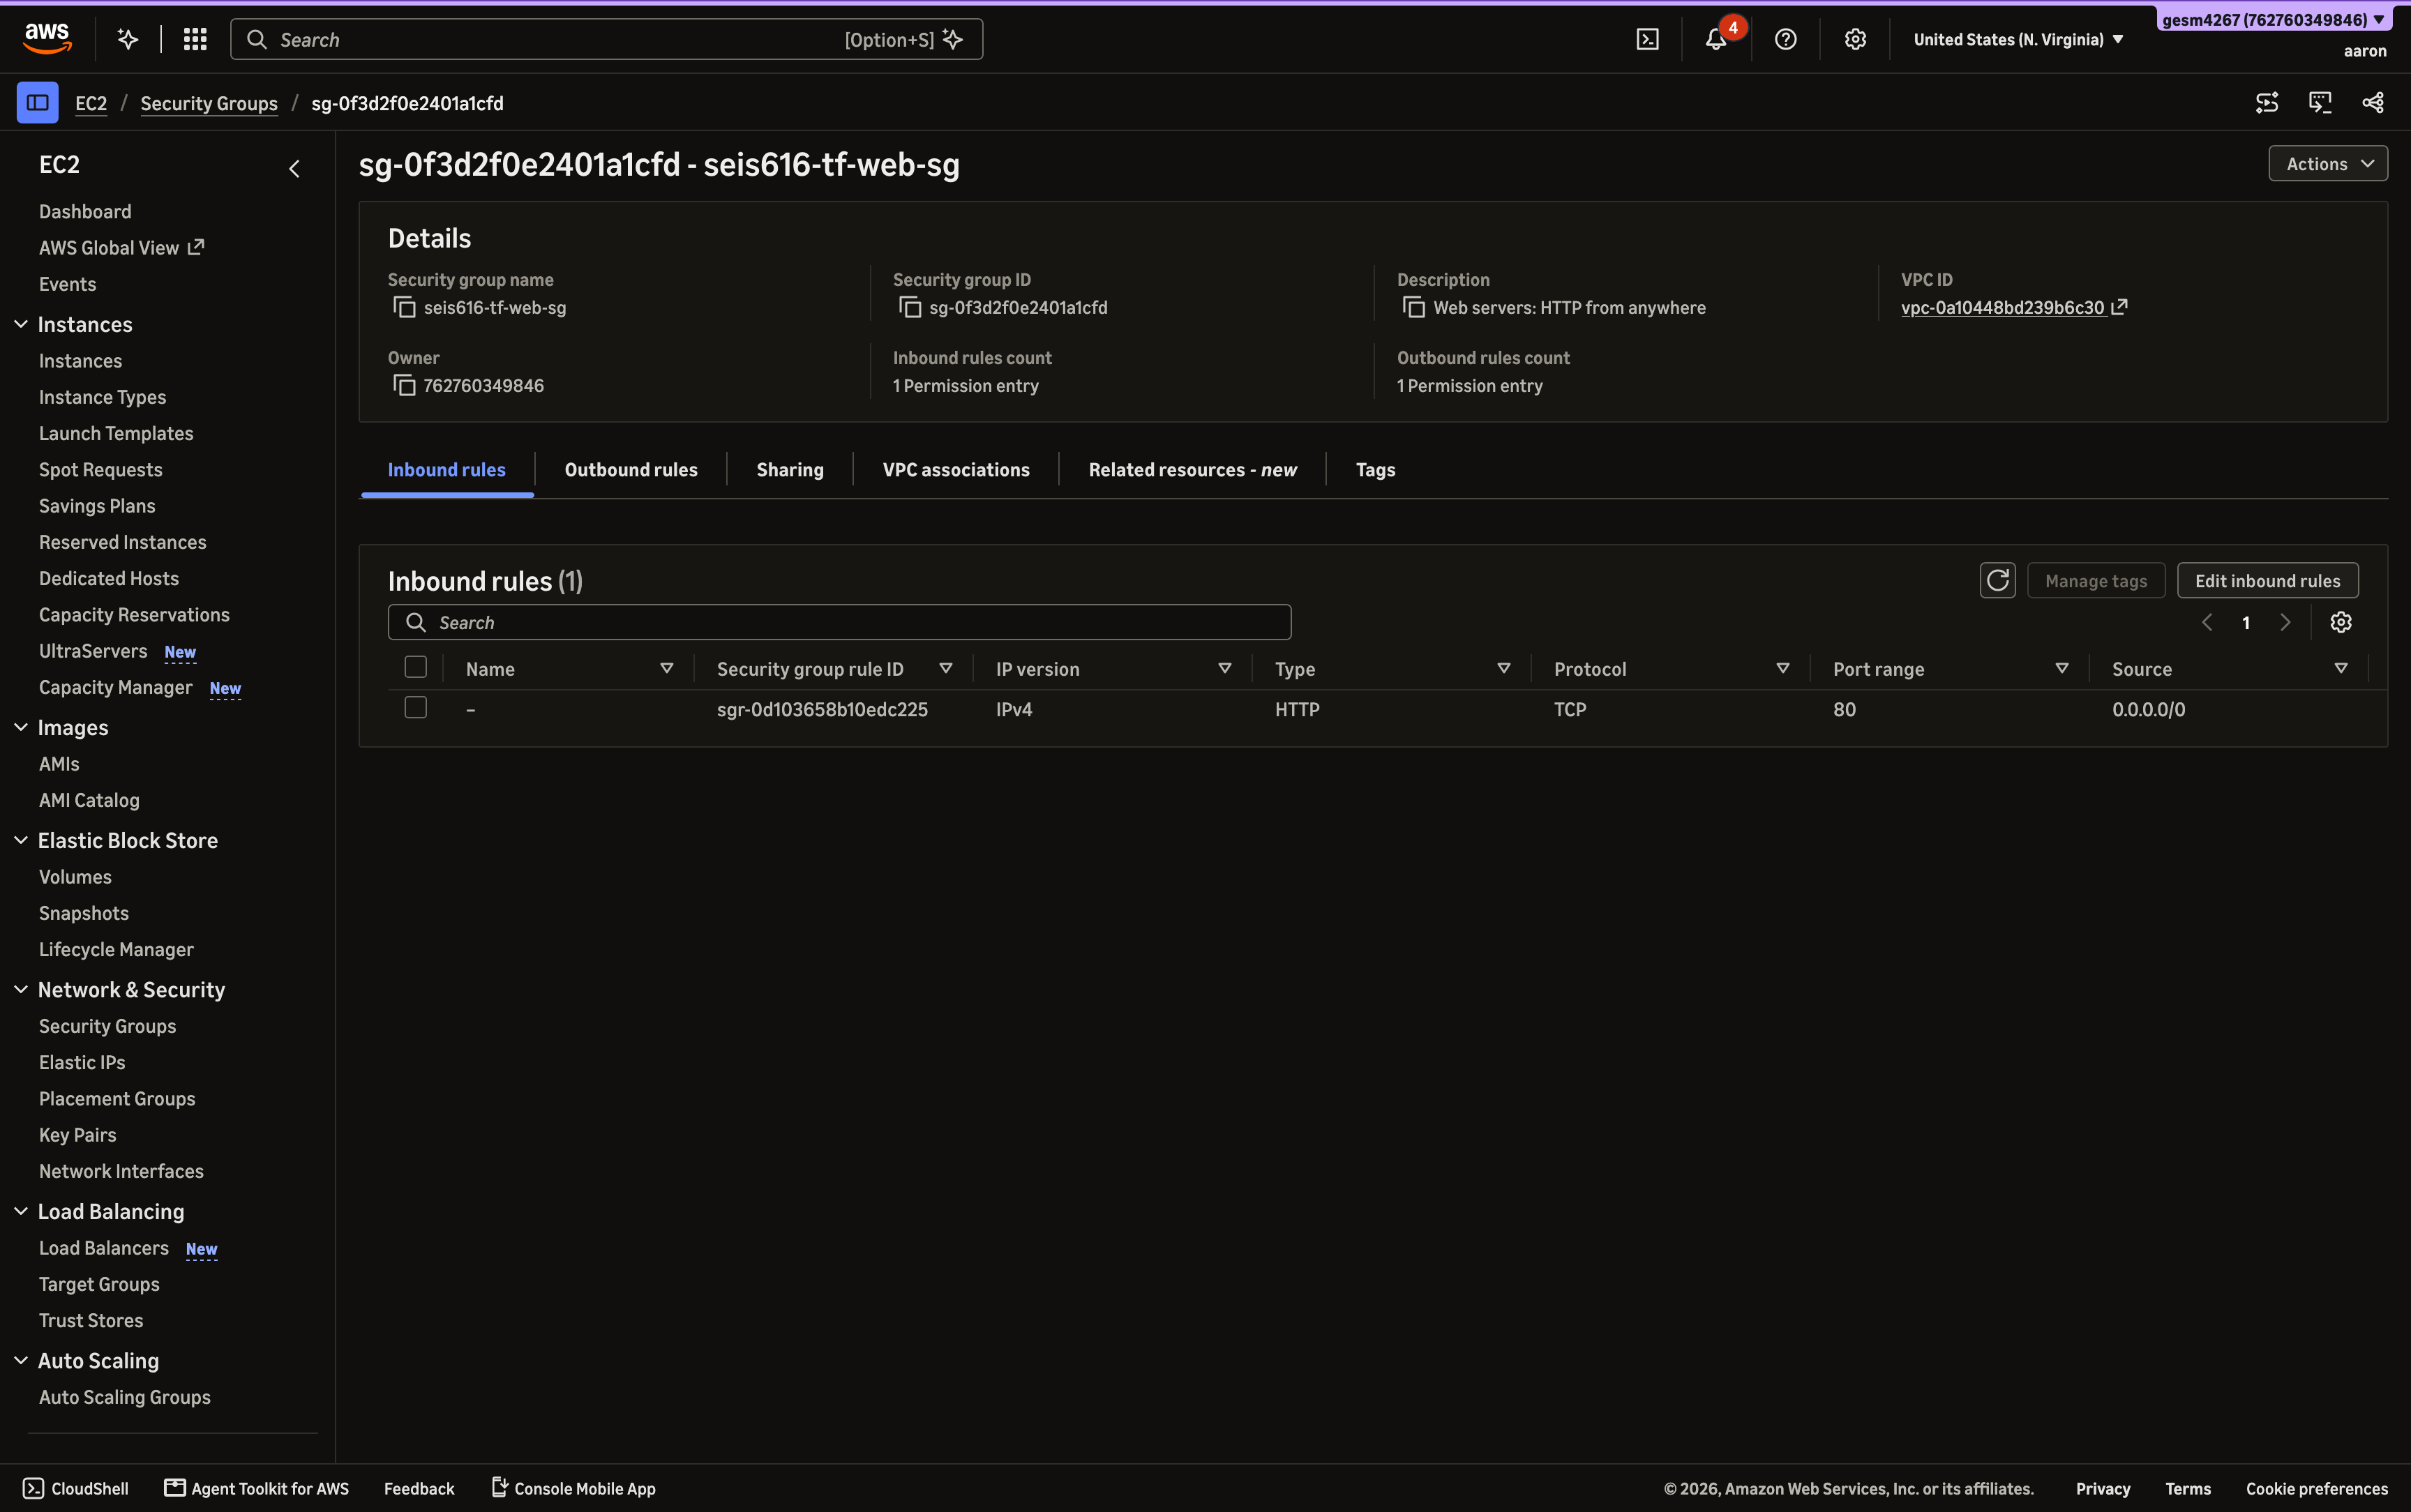 aws
Search [Option+S]
4
United States (N. Virginia)
gesm4267 (762760349846)
aaron
EC2 / Security Groups / sg-0f3d2f0e2401a1cfd
EC2
Dashboard
AWS Global View
Events
Instances
Instances
Instance Types
Launch Templates
Spot Requests
Savings Plans
Reserved Instances
Dedicated Hosts
Capacity Reservations
UltraServers New
Capacity Manager New
Images
AMIs
AMI Catalog
Elastic Block Store
Volumes
Snapshots
Lifecycle Manager
Network & Security
Security Groups
Elastic IPs
Placement Groups
Key Pairs
Network Interfaces
Load Balancing
Load Balancers New
Target Groups
Trust Stores
Auto Scaling
Auto Scaling Groups
sg-0f3d2f0e2401a1cfd - seis616-tf-web-sg
Actions
Details
Security group name
seis616-tf-web-sg
Security group ID
sg-0f3d2f0e2401a1cfd
Description
Web servers: HTTP from anywhere
VPC ID
vpc-0a10448bd239b6c30
Owner
762760349846
Inbound rules count
1 Permission entry
Outbound rules count
1 Permission entry
Inbound rules Outbound rules Sharing VPC associations Related resources - new Tags
Inbound rules (1)
Manage tags Edit inbound rules
Search
1
Name Security group rule ID IP version Type Protocol Port range Source
– sgr-0d103658b10edc225 IPv4 HTTP TCP 80 0.0.0.0/0
CloudShell Agent Toolkit for AWS Feedback Console Mobile App
© 2026, Amazon Web Services, Inc. or its affiliates. Privacy Terms Cookie preferences